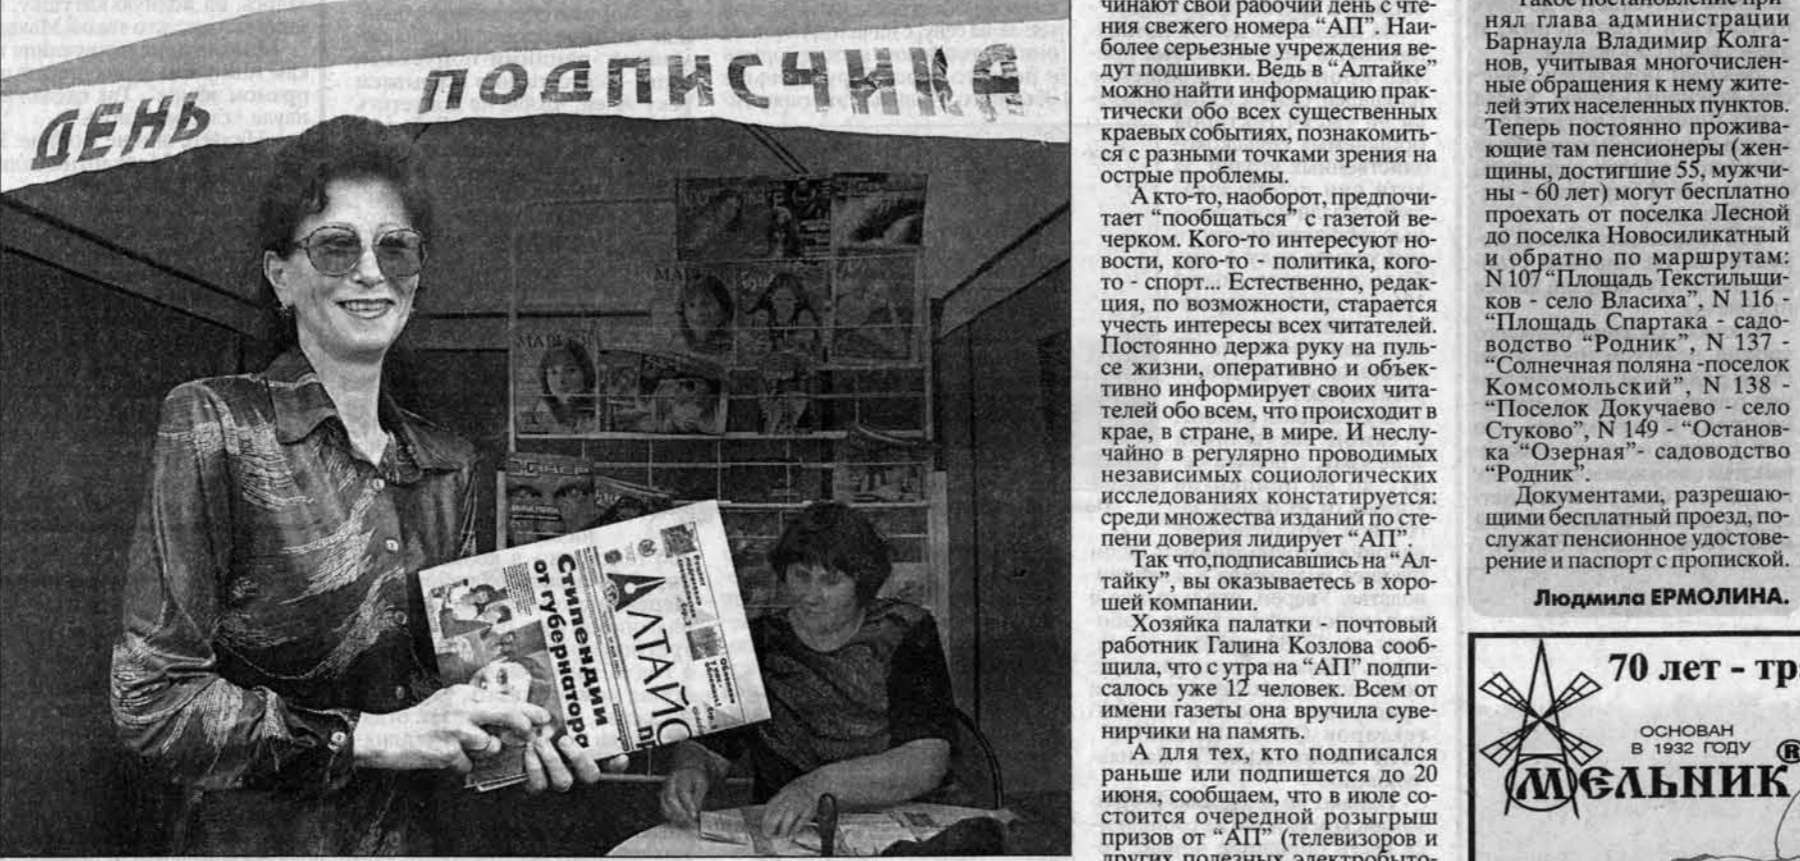 ДЕНЬ ПОДПИСЧИКА
МАРЬЯ
Стипендии
от губернатора
АЛТАЙС
чинают свой рабочий день с чте-
ния свежего номера “АП”. Наи-
более серьезные учреждения ве-
дут подшивки. Ведь в “Алтайке”
можно найти информацию прак-
тически обо всех существенных
краевых событиях, познакомить-
ся с разными точками зрения на
острые проблемы.
А кто-то, наоборот, предпочи-
тает “пообщаться” с газетой ве-
черком. Кого-то интересуют но-
вости, кого-то - политика, кого-
то - спорт... Естественно, редак-
ция, по возможности, старается
учесть интересы всех читателей.
Постоянно держа руку на пуль-
се жизни, оперативно и объек-
тивно информирует своих чита-
телей обо всем, что происходит в
крае, в стране, в мире. И неслу-
чайно в регулярно проводимых
независимых социологических
исследованиях констатируется:
среди множества изданий по сте-
пени доверия лидирует “АП”.
Так что,подписавшись на “Ал-
тайку”, вы оказываетесь в хоро-
шей компании.
Хозяйка палатки - почтовый
работник Галина Козлова сооб-
щила, что с утра на “АП” подпи-
салось уже 12 человек. Всем от
имени газеты она вручила суве-
нирчики на память.
А для тех, кто подписался
раньше или подпишется до 20
июня, сообщаем, что в июле со-
стоится очередной розыгрыш
призов от “АП” (телевизоров и
других полезных электробыто-
Такое постановление при-
нял глава администрации
Барнаула Владимир Колга-
нов, учитывая многочислен-
ные обращения к нему жите-
лей этих населенных пунктов.
Теперь постоянно прожива-
ющие там пенсионеры (жен-
щины, достигшие 55, мужчи-
ны - 60 лет) могут бесплатно
проехать от поселка Лесной
до поселка Новосиликатный
и обратно по маршрутам:
N 107 “Площадь Текстильщи-
ков - село Власиха”, N 116 -
“Площадь Спартака - садо-
водство “Родник”, N 137 -
“Солнечная поляна -поселок
Комсомольский”, N 138 -
“Поселок Докучаево - село
Стуково”, N 149 - “Останов-
ка “Озерная”- садоводство
“Родник”.
Документами, разрешаю-
щими бесплатный проезд, по-
служат пенсионное удостове-
рение и паспорт с пропиской.
Людмила ЕРМОЛИНА.
70 лет - тр
ОСНОВАН
В 1932 ГОДУ
®
МЕЛЬНИК